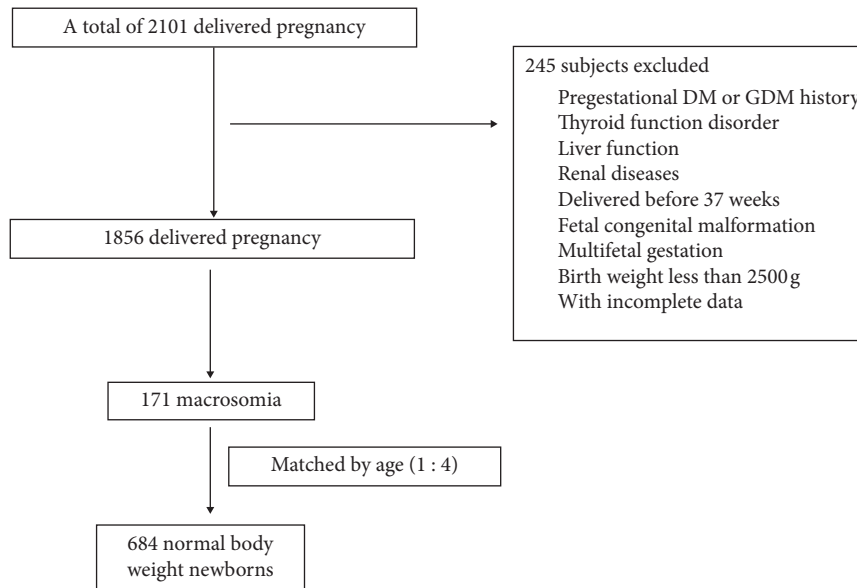 A total of 2101 delivered pregnancy
245 subjects excluded
Pregestational DM or GDM history
Thyroid function disorder
Liver function
Renal diseases
Delivered before 37 weeks
Fetal congenital malformation
Multifetal gestation
Birth weight less than 2500 g
With incomplete data
1856 delivered pregnancy
171 macrosomia
Matched by age (1 : 4)
684 normal body
weight newborns